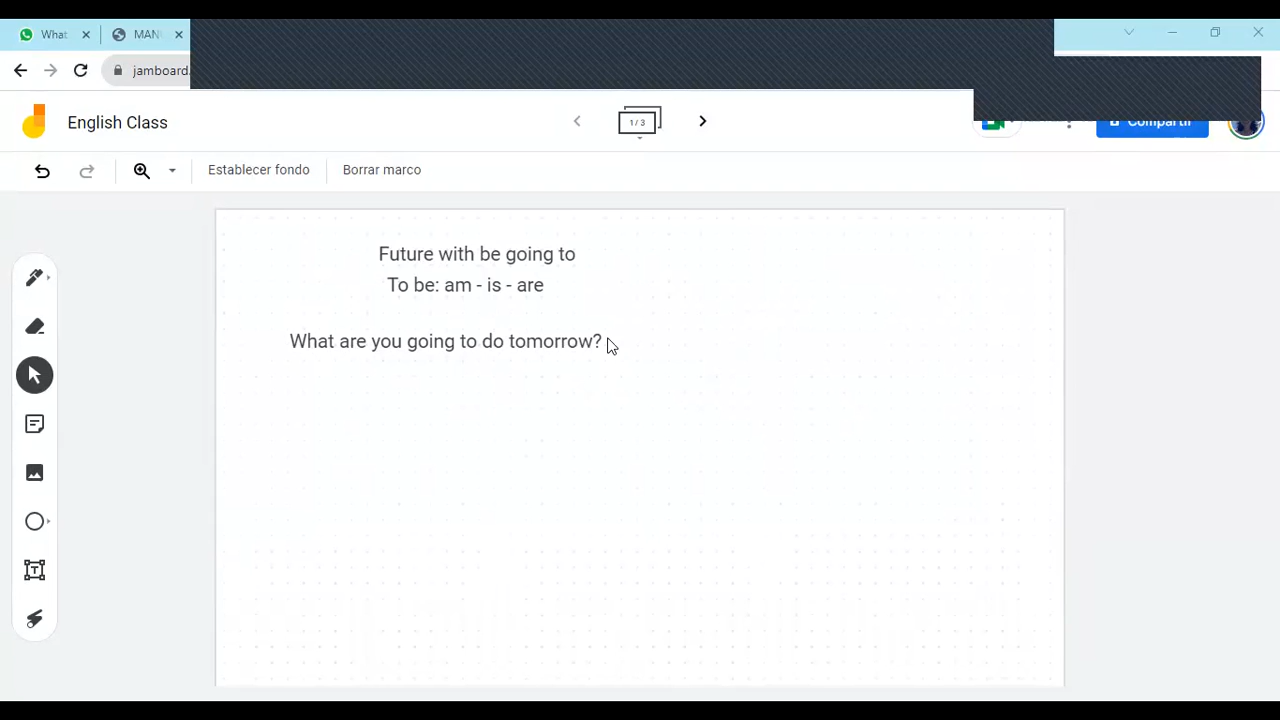 What
MAN
jamboard.
English Class
1 / 3
Compartir
Establecer fondo
Borrar marco
Future with be going to
To be: am - is - are
What are you going to do tomorrow?
T